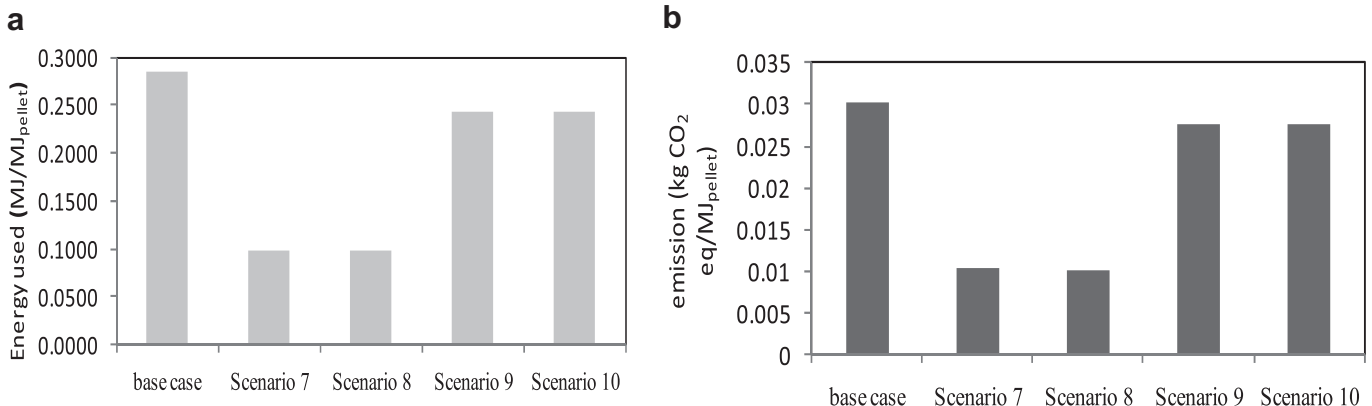 a
Energy used (MJ/MJpellet)
0.3000
0.2500
0.2000
0.1500
0.1000
0.0500
0.0000
base case Scenario 7 Scenario 8 Scenario 9 Scenario 10
b
emission (kg CO2
eq/MJpellet)
0.035
0.03
0.025
0.02
0.015
0.01
0.005
0
base case Scenario 7 Scenario 8 Scenario 9 Scenario 10